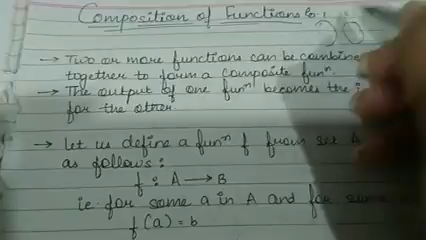 Composition of Functions
→ Two or more functions can be combine
together to form a composite funⁿ.
→ The output of one funⁿ becomes the
for the other
→ Let us define a funⁿ f from set A
as follows:
f : A → B
ie for some a in A and for some
f(a) = b